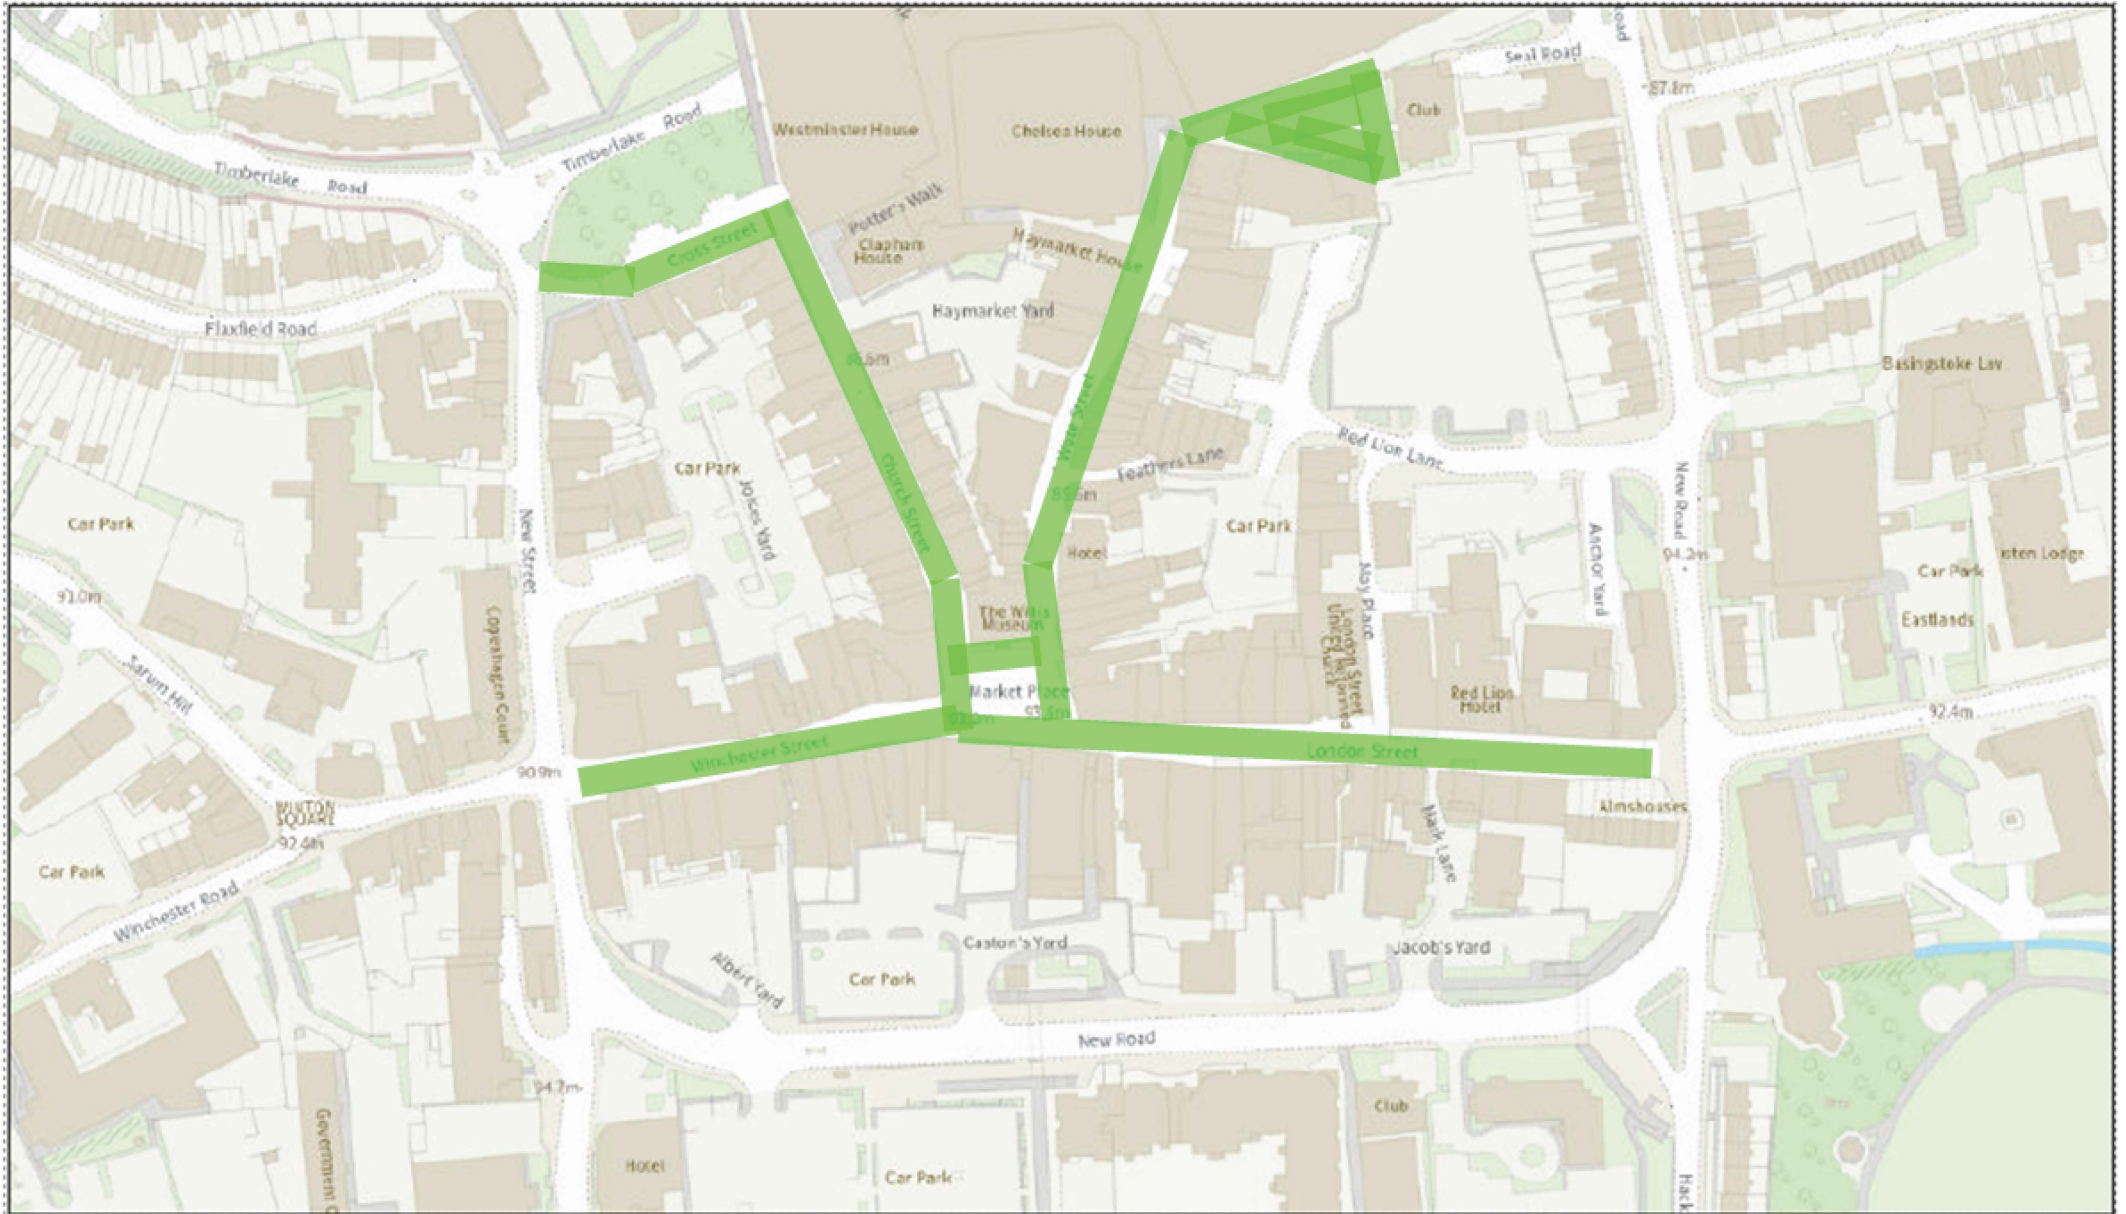 Seal Road
87.8m
Club
Timberlake Road
Westminster House
Chelsea House
Timberlake Road
Potter's Walk
Clapham
House
Haymarket House
Cross Street
Haymarket Yard
Flaxfield Road
Basingstoke Lav
Wote Street
Red Lion Lane
Feathers Lane
Car Park
Joices Yard
Church Street
New Street
Car Park
Car Park
New Road
Anchor Yard
94.2m
Hotel
Car Park
Eastlands
May Place
91.0m
The Willis
Museum
Copenhagen Court
London Street
United Reformed
Church
Sarum Hill
Market Place
Red Lion
Hotel
92.4m
Winchester Street
London Street
90.9m
WINTON
SQUARE
Almshouses
Mark Lane
Car Park
Winchester Road
Caston's Yard
Jacob's Yard
Albert Yard
Car Park
New Road
Club
Government
Hotel
Car Park
Hack